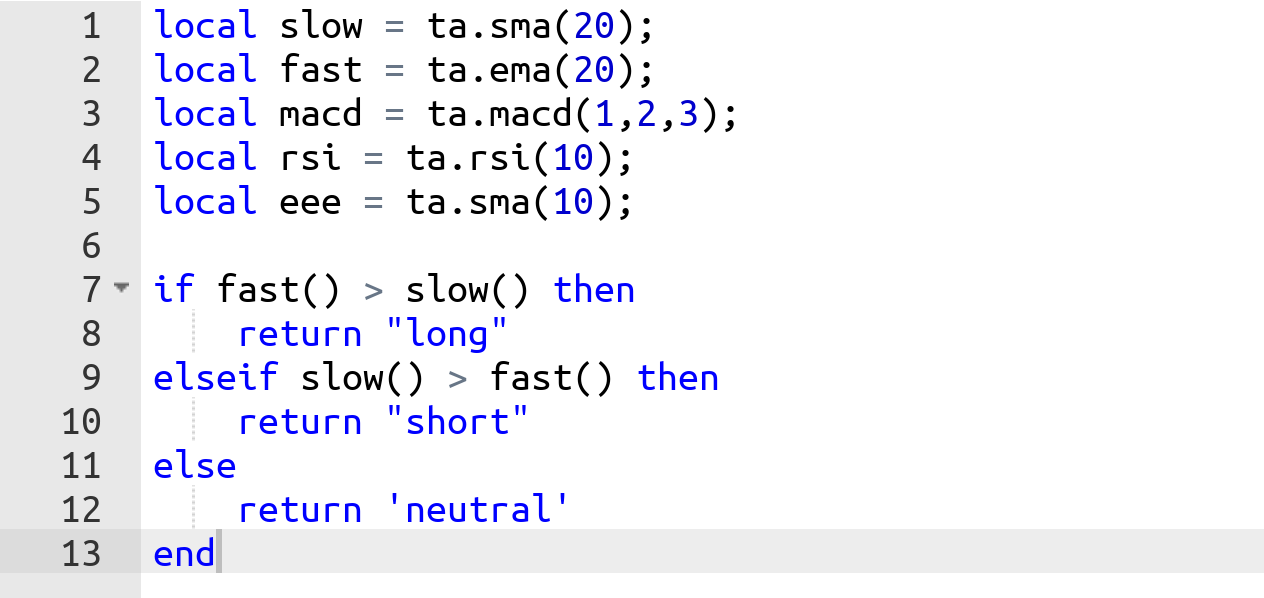 1 local slow = ta.sma(20);
2 local fast = ta.ema(20);
3 local macd = ta.macd(1,2,3);
4 local rsi = ta.rsi(10);
5 local eee = ta.sma(10);
6
7 if fast() > slow() then
8 return "long"
9 elseif slow() > fast() then
10 return "short"
11 else
12 return 'neutral'
13 end